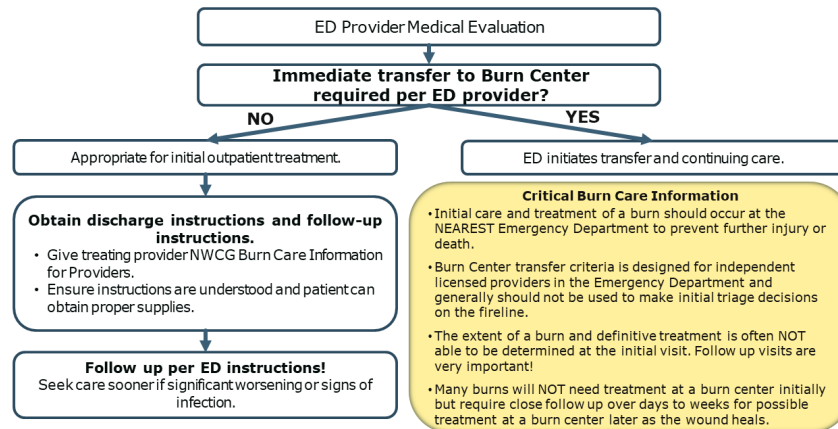 ED Provider Medical Evaluation
Immediate transfer to Burn Center
required per ED provider?
NO
YES
Appropriate for initial outpatient treatment.
ED initiates transfer and continuing care.
Obtain discharge instructions and follow-up
instructions.
• Give treating provider NWCG Burn Care Information
for Providers.
• Ensure instructions are understood and patient can
obtain proper supplies.
Follow up per ED instructions!
Seek care sooner if significant worsening or signs of
infection.
Critical Burn Care Information
• Initial care and treatment of a burn should occur at the
NEAREST Emergency Department to prevent further injury or
death.
• Burn Center transfer criteria is designed for independent
licensed providers in the Emergency Department and
generally should not be used to make initial triage decisions
on the fireline.
• The extent of a burn and definitive treatment is often NOT
able to be determined at the initial visit. Follow up visits are
very important!
• Many burns will NOT need treatment at a burn center initially
but require close follow up over days to weeks for possible
treatment at a burn center later as the wound heals.